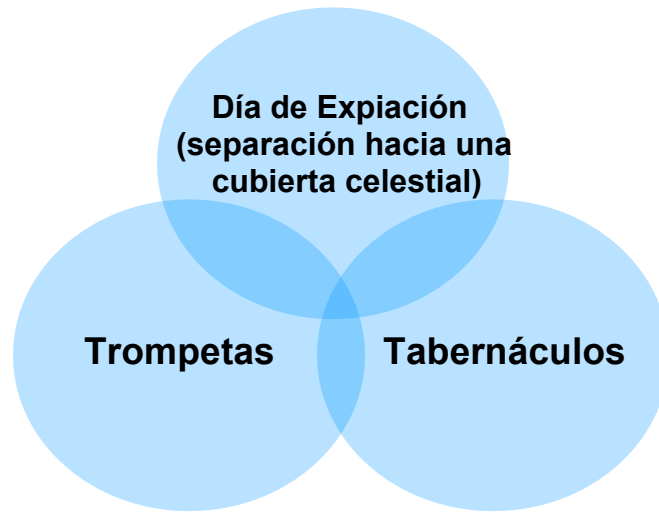 Día de Expiación
(separación hacia una
cubierta celestial)
Trompetas
Tabernáculos